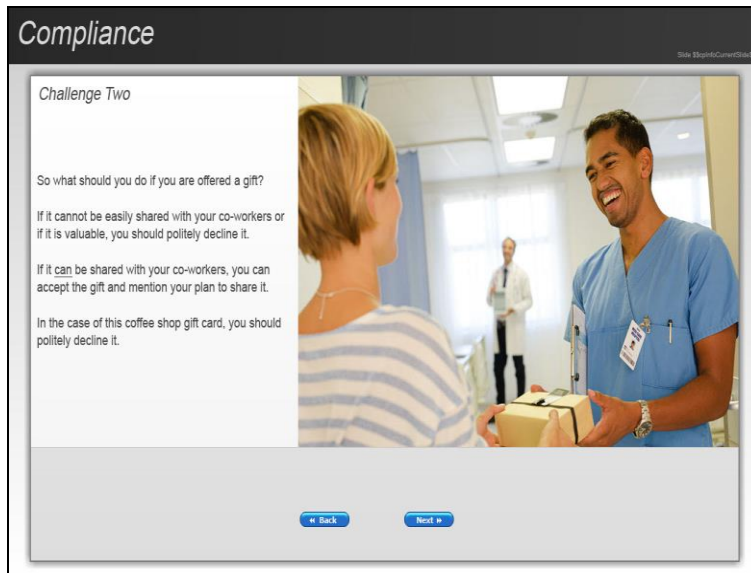 Compliance
Challenge Two
So what should you do if you are offered a gift?
If it cannot be easily shared with your co-workers or
if it is valuable, you should politely decline it.
If it can be shared with your co-workers, you can
accept the gift and mention your plan to share it.
In the case of this coffee shop gift card, you should
politely decline it.
Back
Next